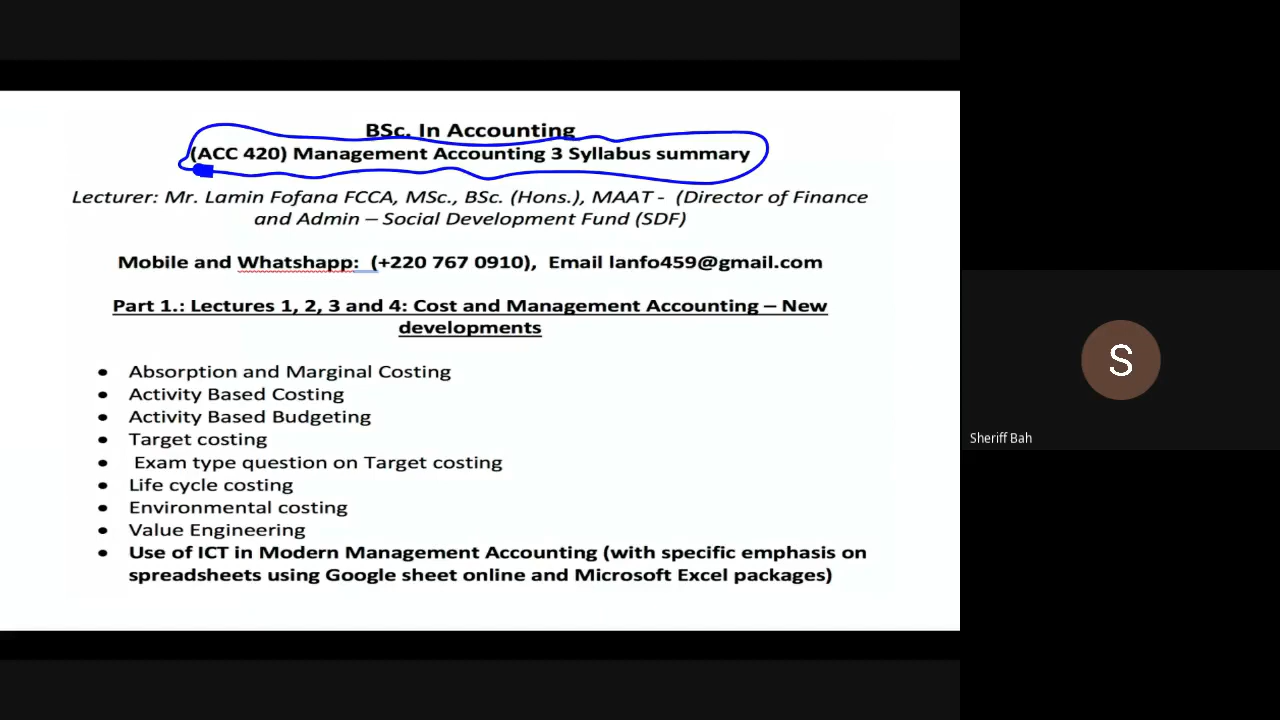 BSc. In Accounting
(ACC 420) Management Accounting 3 Syllabus summary
Lecturer: Mr. Lamin Fofana FCCA, MSc., BSc. (Hons.), MAAT - (Director of Finance
and Admin – Social Development Fund (SDF)
Mobile and Whatshapp: (+220 767 0910), Email lanfo459@gmail.com
Part 1.: Lectures 1, 2, 3 and 4: Cost and Management Accounting – New
developments
• Absorption and Marginal Costing
• Activity Based Costing
• Activity Based Budgeting
• Target costing
• Exam type question on Target costing
• Life cycle costing
• Environmental costing
• Value Engineering
• Use of ICT in Modern Management Accounting (with specific emphasis on
spreadsheets using Google sheet online and Microsoft Excel packages)
S
Sheriff Bah